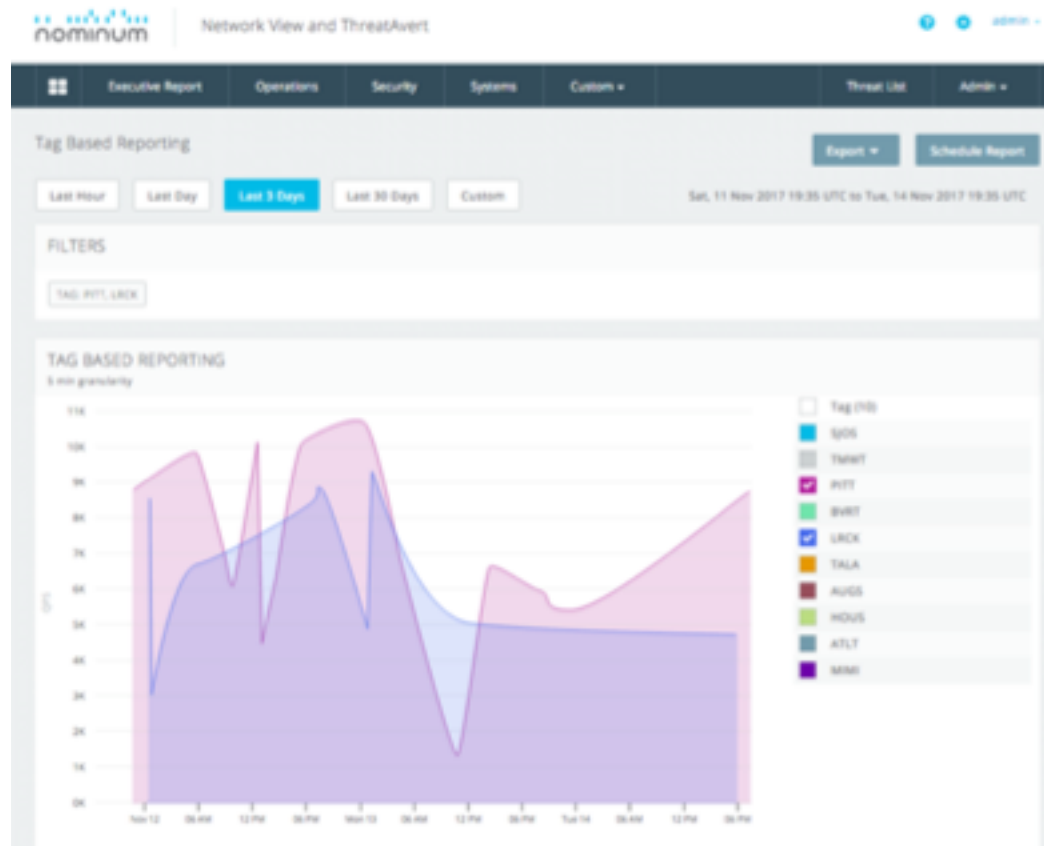 nominum
Network View and ThreatAvert
admin
Executive Report
Operations
Security
Systems
Custom
Threat List
Admin
Tag Based Reporting
Export
Schedule Report
Last Hour
Last Day
Last 3 Days
Last 30 Days
Custom
Sat, 11 Nov 2017 19:35 UTC to Tue, 14 Nov 2017 19:35 UTC
FILTERS
TAG: PITT, LRCK
TAG BASED REPORTING
5 min granularity
11K
10K
9K
8K
7K
6K
5K
4K
3K
2K
1K
0K
QPS
Nov 12
06 AM
12 PM
06 PM
Mon 13
06 AM
12 PM
06 PM
Tue 14
06 AM
12 PM
06 PM
Tag (10)
SJOS
TMWT
PITT
BVRT
LRCK
TALA
AUGS
HOUS
ATLT
MIMI